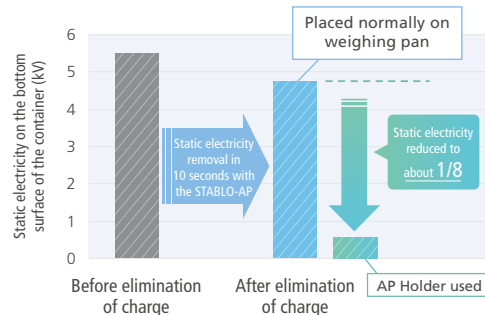 Static electricity on the bottom
surface of the container (kV)
6
5
4
3
2
1
0
Placed normally on
weighing pan
Static electricity
removal in
10 seconds with
the STABLO-AP
Static electricity
reduced to
about 1/8
Before elimination
of charge
After elimination
of charge
AP Holder used